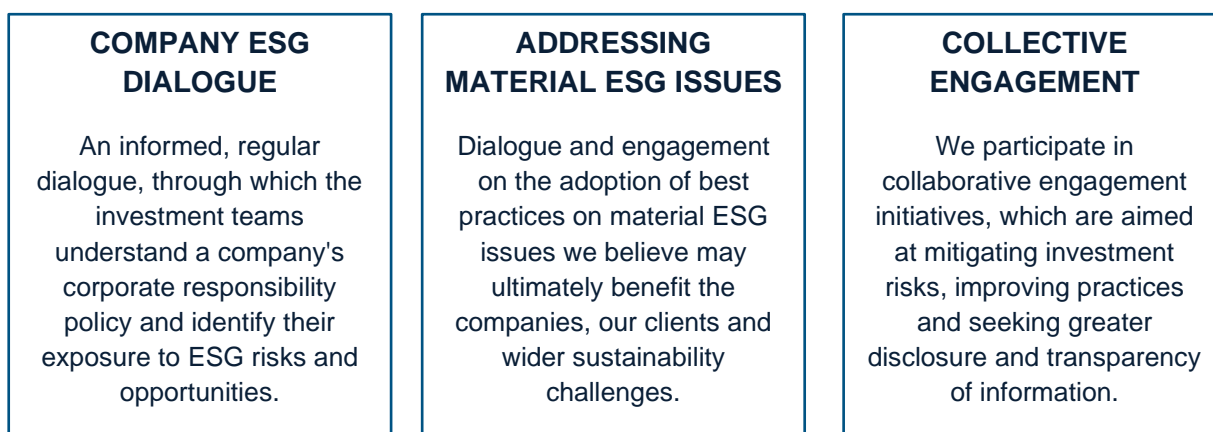 COMPANY ESG
DIALOGUE
An informed, regular
dialogue, through which the
investment teams
understand a company's
corporate responsibility
policy and identify their
exposure to ESG risks and
opportunities.
ADDRESSING
MATERIAL ESG ISSUES
Dialogue and engagement
on the adoption of best
practices on material ESG
issues we believe may
ultimately benefit the
companies, our clients and
wider sustainability
challenges.
COLLECTIVE
ENGAGEMENT
We participate in
collaborative engagement
initiatives, which are aimed
at mitigating investment
risks, improving practices
and seeking greater
disclosure and transparency
of information.